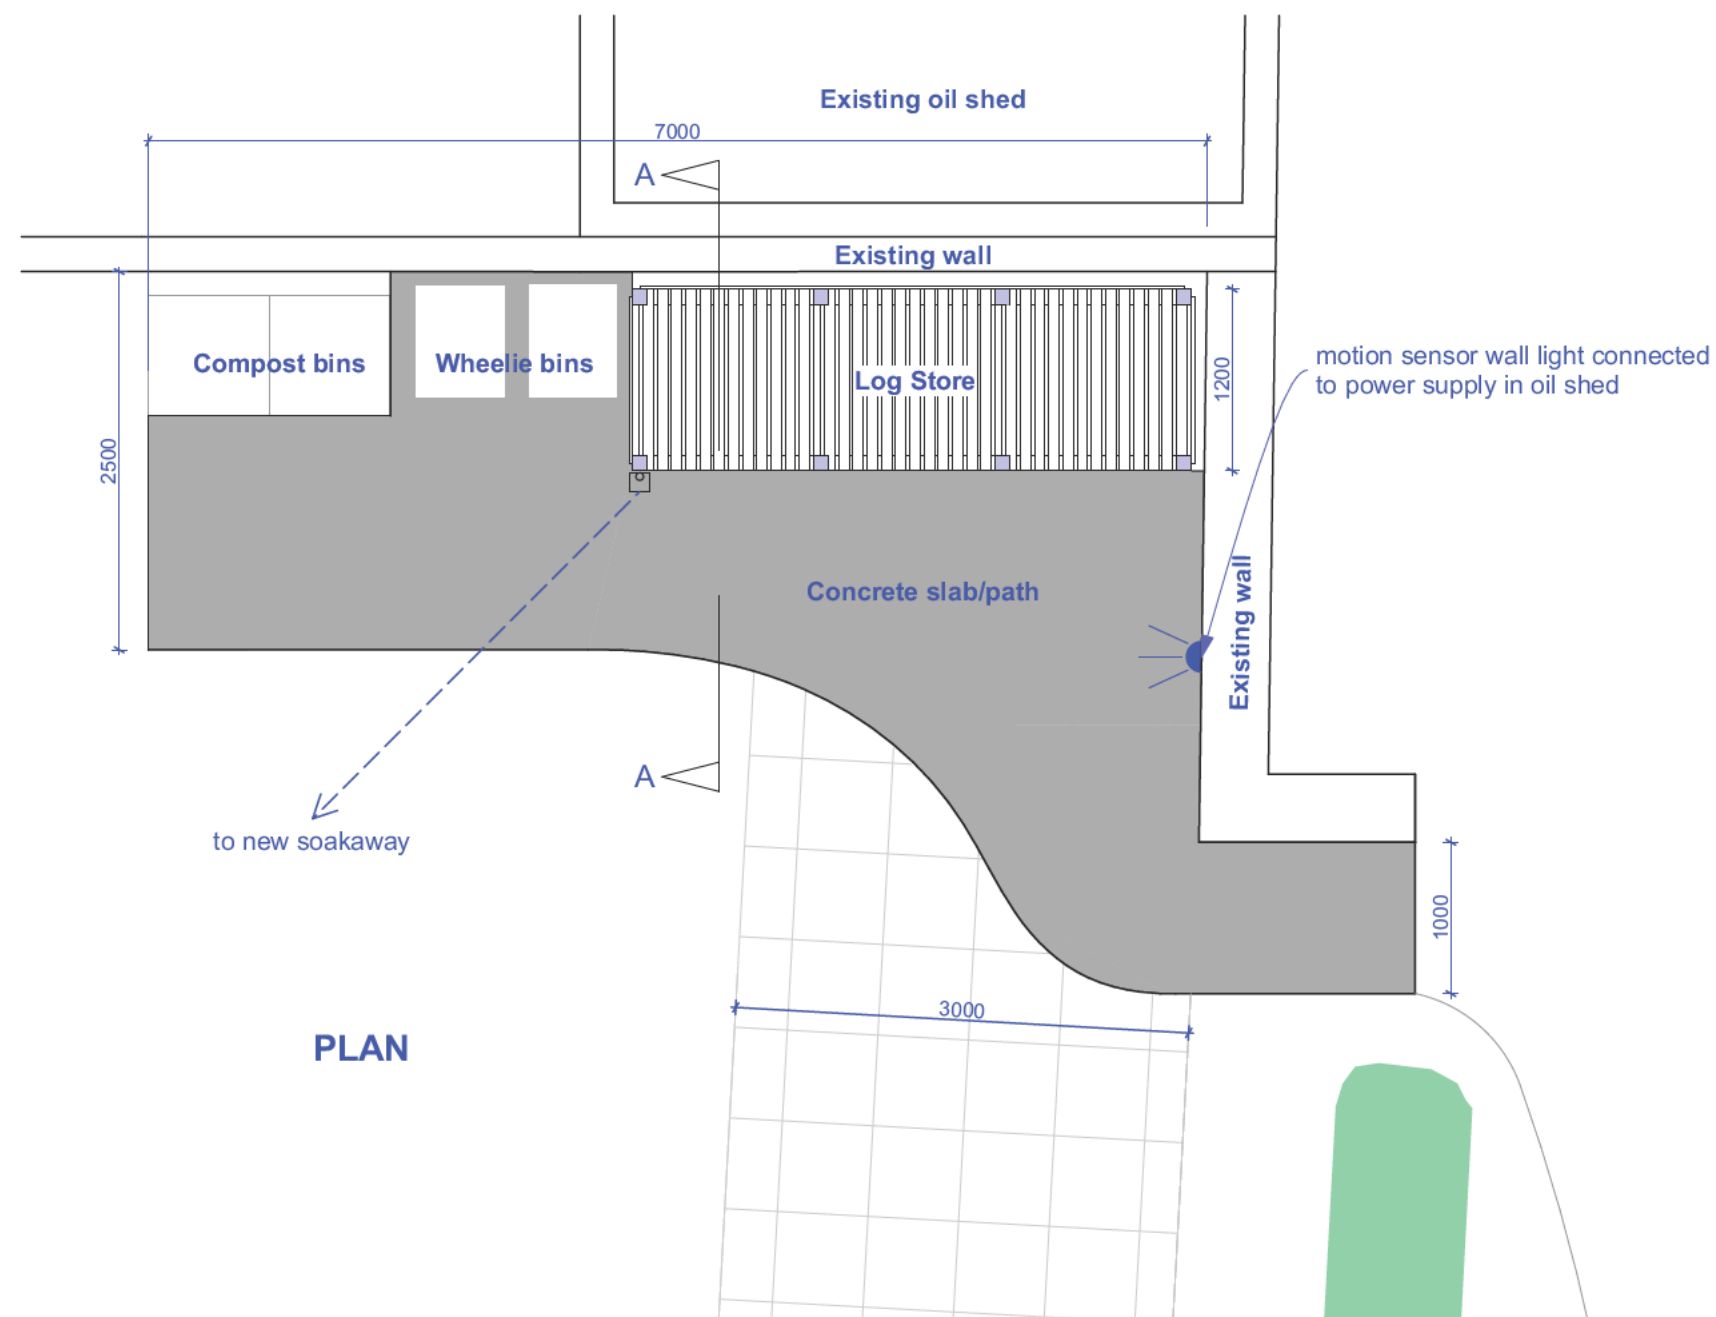 Existing oil shed
7000
A
Existing wall
Compost bins
Wheelie bins
Log Store
1200
motion sensor wall light connected
to power supply in oil shed
2500
Concrete slab/path
Existing wall
A
to new soakaway
1000
3000
PLAN